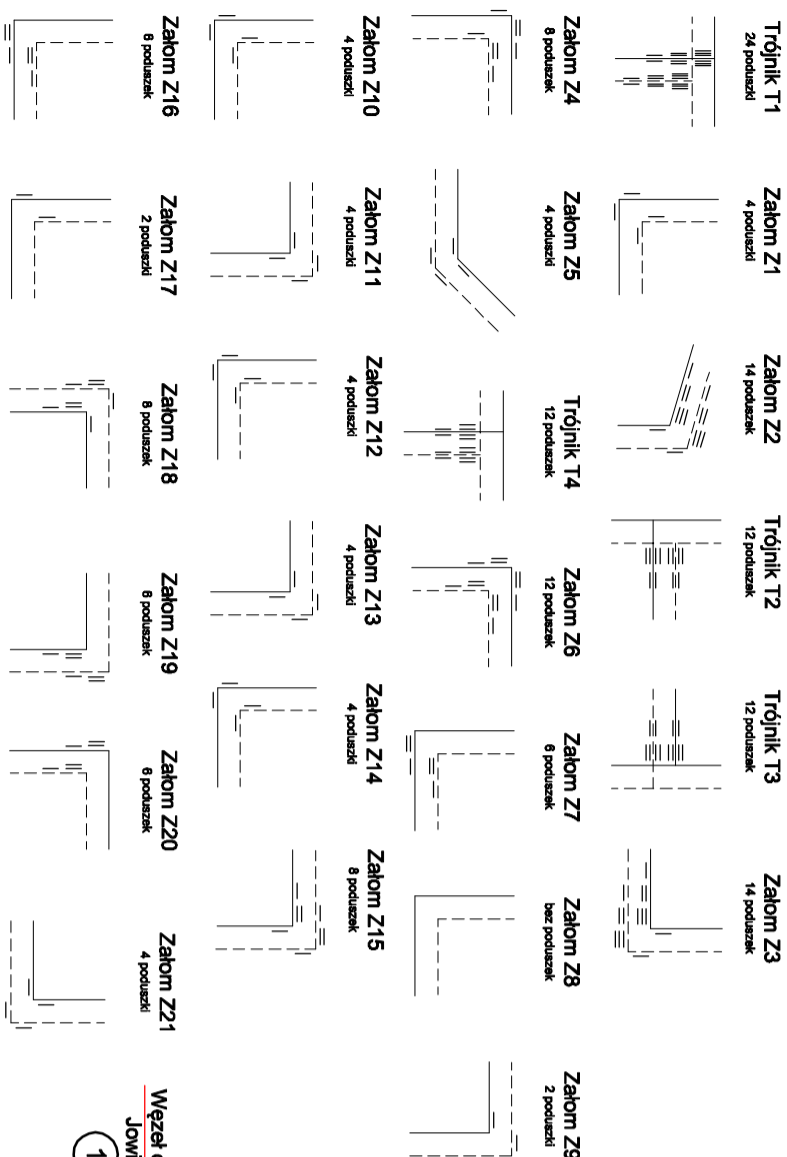 Trójnik T1
24 poduszki
Załom Z1
4 poduszki
Załom Z2
14 poduszek
Trójnik T2
12 poduszek
Trójnik T3
12 poduszek
Załom Z3
14 poduszek
Załom Z4
8 poduszek
Załom Z5
4 poduszki
Trójnik T4
12 poduszek
Załom Z6
12 poduszek
Załom Z7
6 poduszek
Załom Z8
bez poduszek
Załom Z9
2 poduszki
Załom Z10
4 poduszki
Załom Z11
4 poduszki
Załom Z12
4 poduszki
Załom Z13
4 poduszki
Załom Z14
4 poduszki
Załom Z15
8 poduszek
Załom Z16
8 poduszek
Załom Z17
2 poduszki
Załom Z18
8 poduszek
Załom Z19
6 poduszek
Załom Z20
6 poduszek
Załom Z21
4 poduszki
Węzeł
Jowi
1